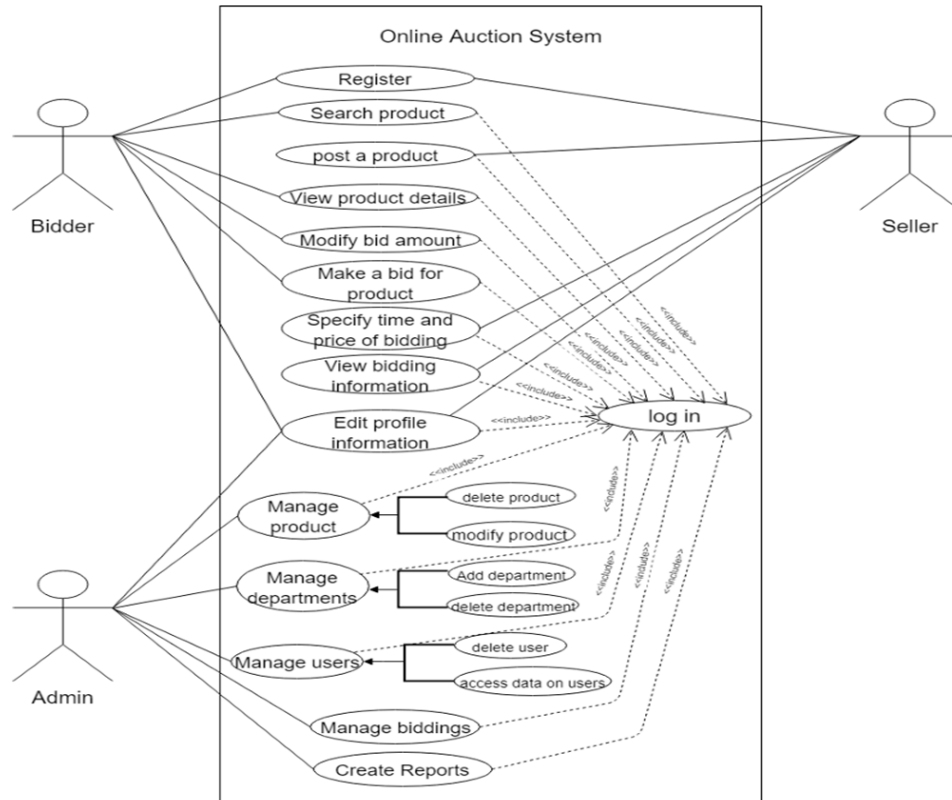 Online Auction System
Register
Search product
post a product
View product details
Modify bid amount
Make a bid for
product
Specify time and
price of bidding
View bidding
information
Edit profile
information
Bidder
Seller
<<include>>
<<include>>
<<include>>
<<include>>
<<include>>
<<include>>
<<include>>
<<include>>
<<include>>
<<include>>
log in
Manage
product
delete product
modify product
<<include>>
Manage
departments
Add department
delete department
<<include>>
<<include>>
<<include>>
Manage users
delete user
access data on users
Admin
Manage biddings
Create Reports